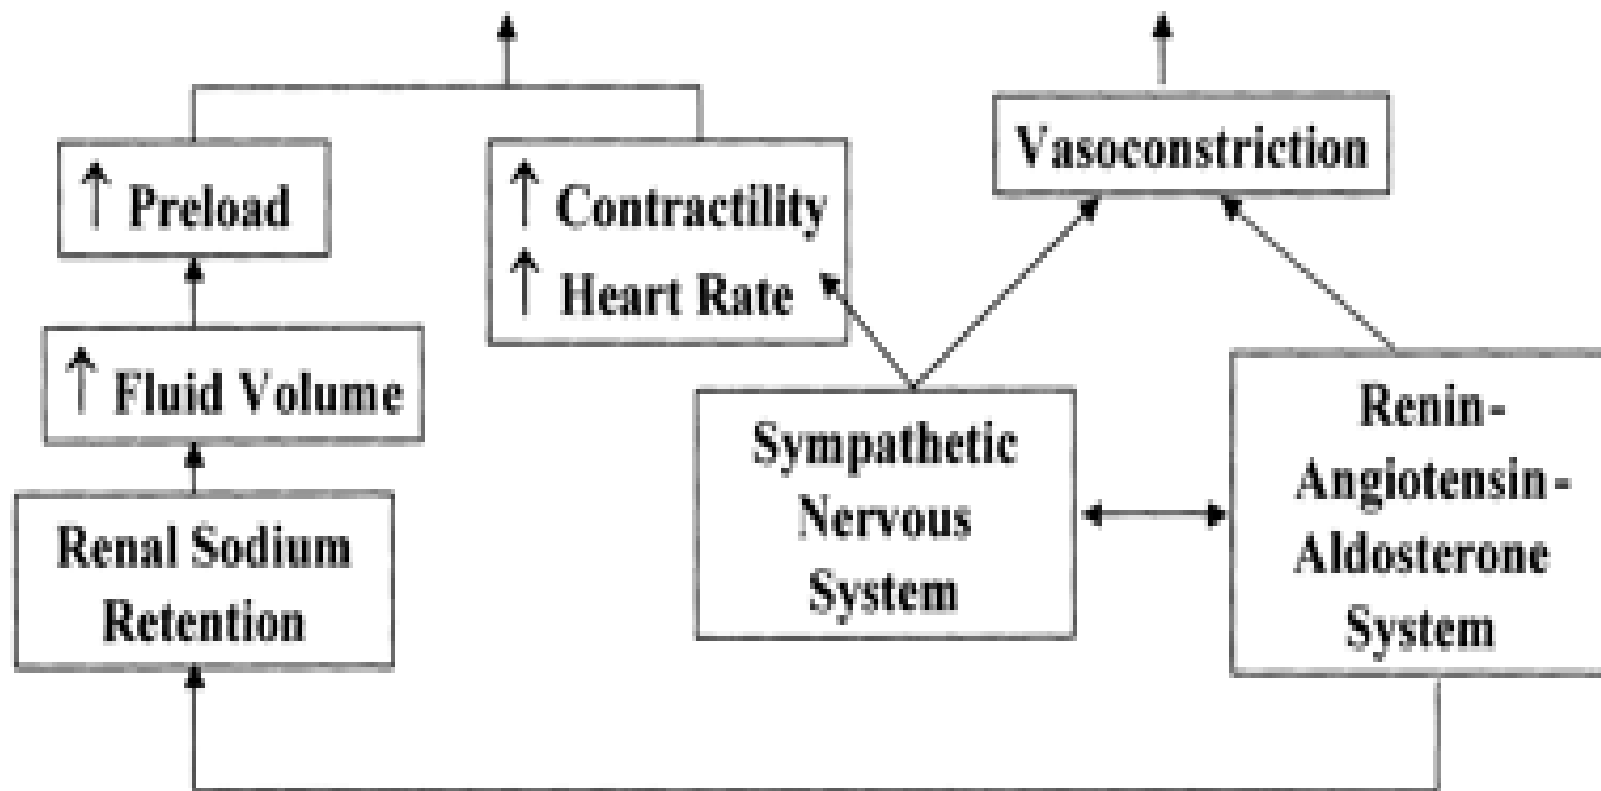 ↑ Preload
↑ Contractility
↑ Heart Rate
Vasoconstriction
↑ Fluid Volume
Renal Sodium
Retention
Sympathetic
Nervous
System
Renin-
Angiotensin-
Aldosterone
System